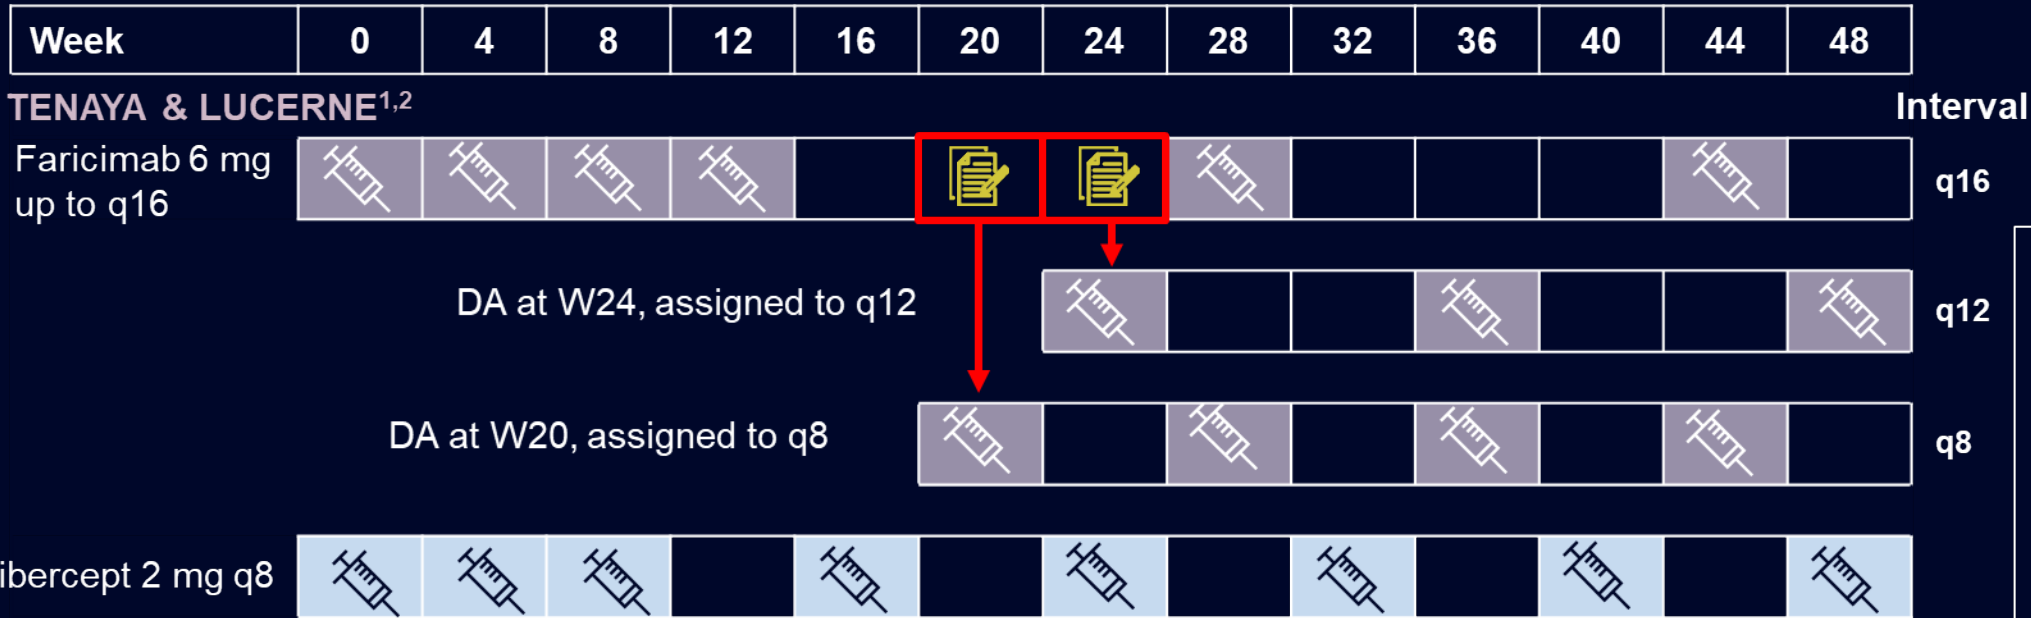 Week 0 4 8 12 16 20 24 28 32 36 40 44 48
TENAYA & LUCERNE1,2 Interval
Faricimab 6 mg
up to q16
q16
DA at W24, assigned to q12 q12
DA at W20, assigned to q8 q8
ibercept 2 mg q8